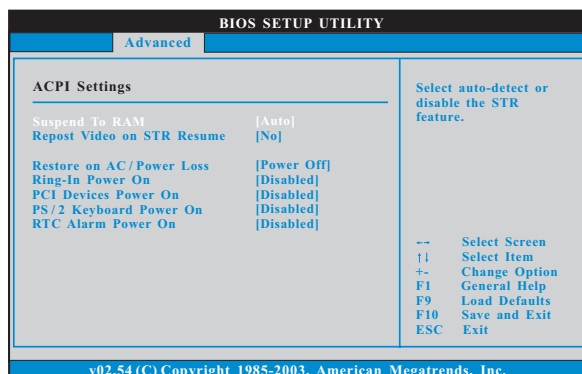 BIOS SETUP UTILITY
Advanced
ACPI Settings
Suspend To RAM [Auto]
Repost Video on STR Resume [No]
Restore on AC / Power Loss [Power Off]
Ring-In Power On [Disabled]
PCI Devices Power On [Disabled]
PS / 2 Keyboard Power On [Disabled]
RTC Alarm Power On [Disabled]
Select auto-detect or
disable the STR
feature.
←→ Select Screen
↑↓ Select Item
+- Change Option
F1 General Help
F9 Load Defaults
F10 Save and Exit
ESC Exit
v02.54 (C) Copyright 1985-2003, American Megatrends, Inc.